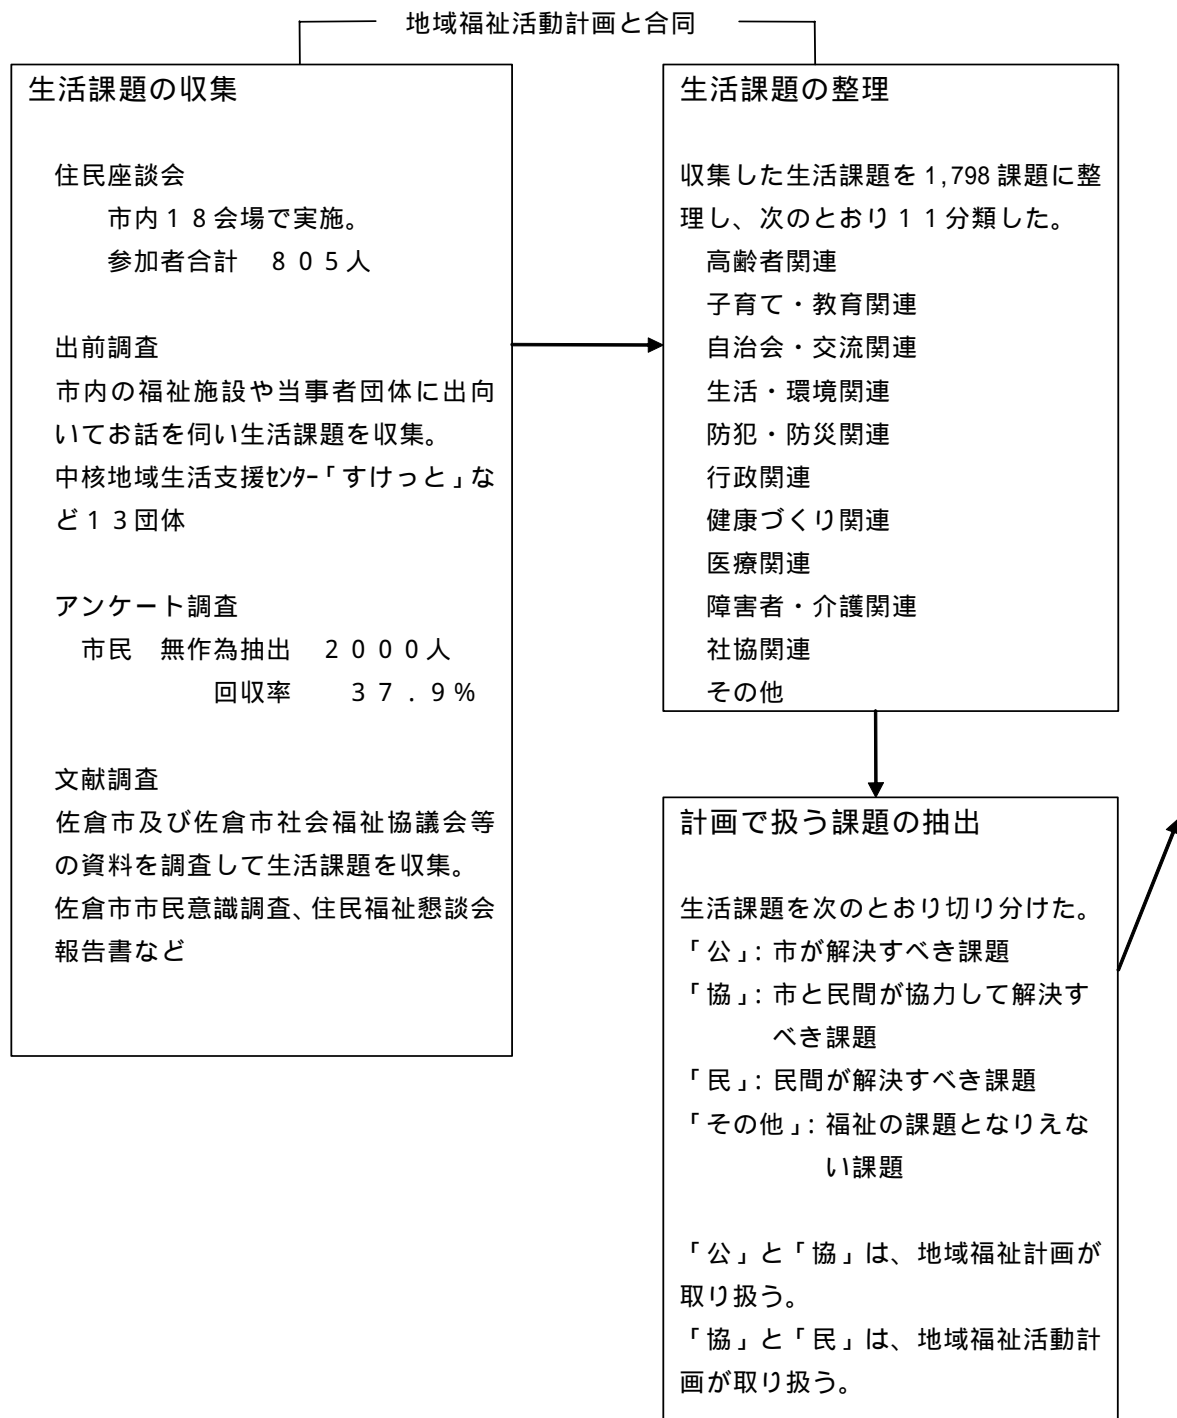 地域福祉活動計画と合同
生活課題の収集
住民座談会
市内18会場で実施。
参加者合計 805人
出前調査
市内の福祉施設や当事者団体に出向
いてお話を伺い生活課題を収集。
中核地域生活支援ｾﾝﾀｰ「すけっと」な
ど13団体
アンケート調査
市民 無作為抽出 2000人
回収率 37.9%
文献調査
佐倉市及び佐倉市社会福祉協議会等
の資料を調査して生活課題を収集。
佐倉市市民意識調査、住民福祉懇談会
報告書など
生活課題の整理
収集した生活課題を1,798課題に整
理し、次のとおり11分類した。
高齢者関連
子育て・教育関連
自治会・交流関連
生活・環境関連
防犯・防災関連
行政関連
健康づくり関連
医療関連
障害者・介護関連
社協関連
その他
計画で扱う課題の抽出
生活課題を次のとおり切り分けた。
「公」:市が解決すべき課題
「協」:市と民間が協力して解決す
べき課題
「民」:民間が解決すべき課題
「その他」:福祉の課題となりえな
い課題
「公」と「協」は、地域福祉計画が
取り扱う。
「協」と「民」は、地域福祉活動計
画が取り扱う。